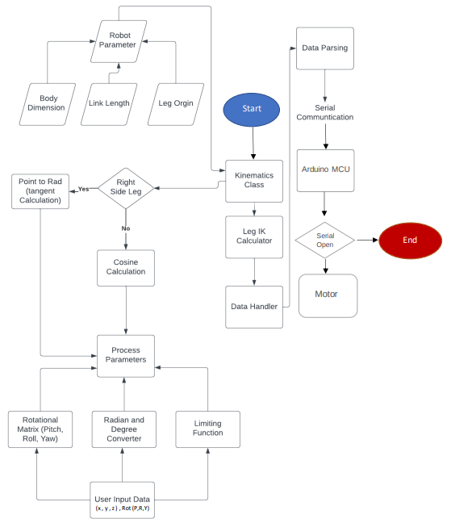 Robot
Parameter
Body
Dimension
Link Length
Leg Orgin
Start
Data Parsing
Serial
Communtication
Arduino MCU
Serial
Open
End
Motor
Kinematics
Class
Leg IK
Calculator
Data Handler
Point to Rad
(tangent
Calculation)
Yes
Right
Side Leg
No
Cosine
Calculation
Process
Parameters
Rotational
Matrix (Pitch,
Roll, Yaw)
Radian and
Degree
Converter
Limiting
Function
User Input Data
(x, y, z), Rot (P,R,Y)